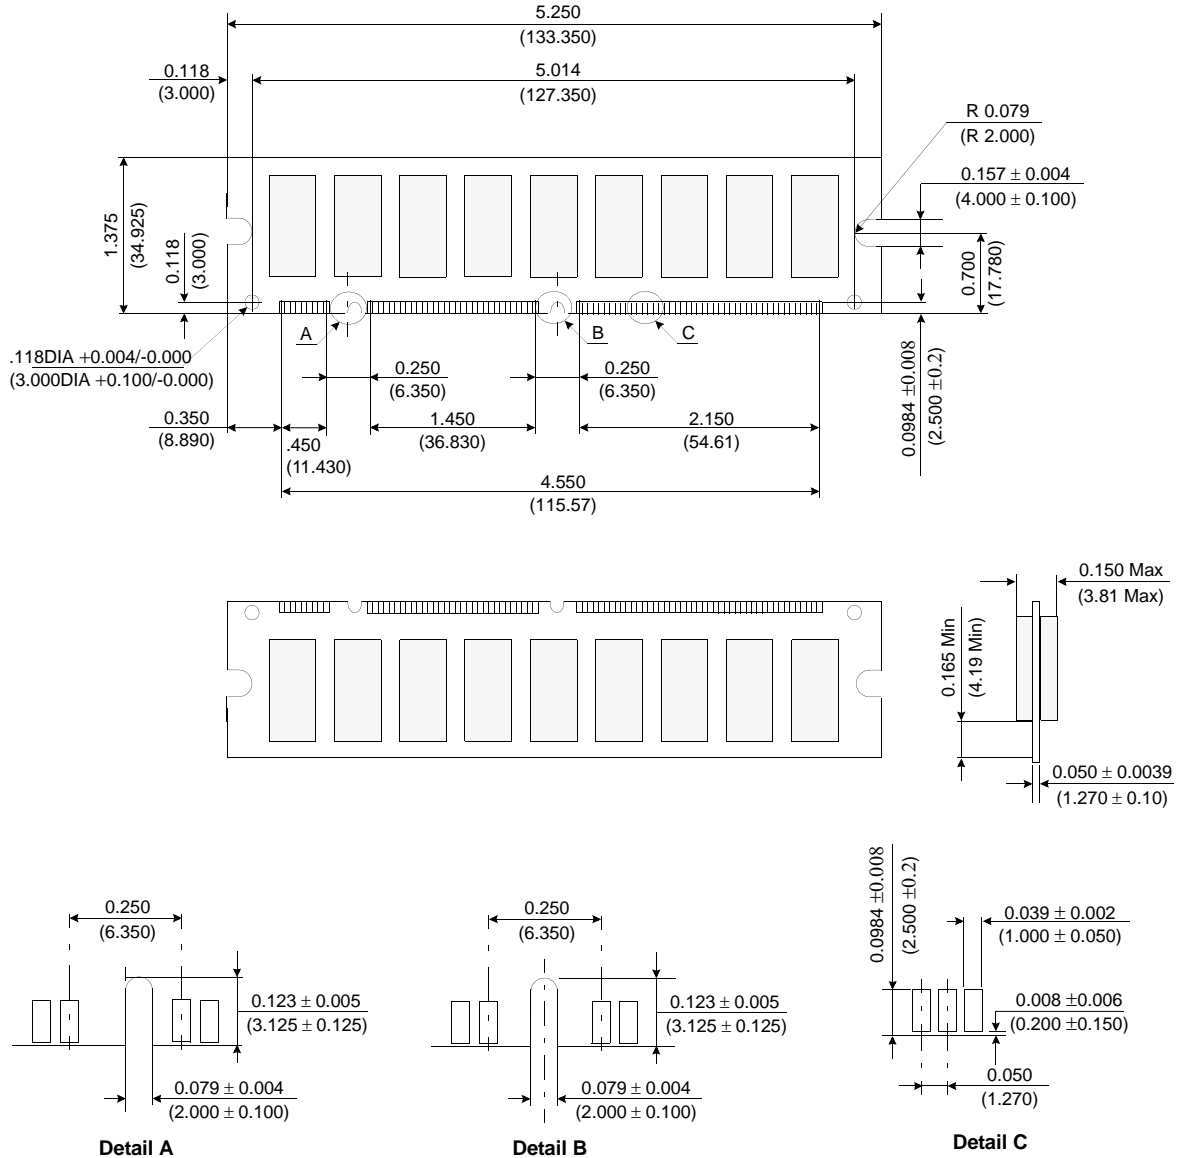 5.250
(133.350)
0.118
(3.000)
5.014
(127.350)
R 0.079
(R 2.000)
0.157 ± 0.004
(4.000 ± 0.100)
1.375
(34.925)
0.118
(3.000)
0.700
(17.780)
A
B
C
.118DIA +0.004/-0.000
(3.000DIA +0.100/-0.000)
0.250
(6.350)
0.250
(6.350)
0.0984 ±0.008
(2.500 ±0.2)
0.350
(8.890)
.450
(11.430)
1.450
(36.830)
2.150
(54.61)
4.550
(115.57)
0.150 Max
(3.81 Max)
0.165 Min
(4.19 Min)
0.050 ± 0.0039
(1.270 ± 0.10)
0.250
(6.350)
0.123 ± 0.005
(3.125 ± 0.125)
0.079 ± 0.004
(2.000 ± 0.100)
Detail A
0.250
(6.350)
0.123 ± 0.005
(3.125 ± 0.125)
0.079 ± 0.004
(2.000 ± 0.100)
Detail B
0.0984 ±0.008
(2.500 ±0.2)
0.039 ± 0.002
(1.000 ± 0.050)
0.008 ±0.006
(0.200 ±0.150)
0.050
(1.270)
Detail C